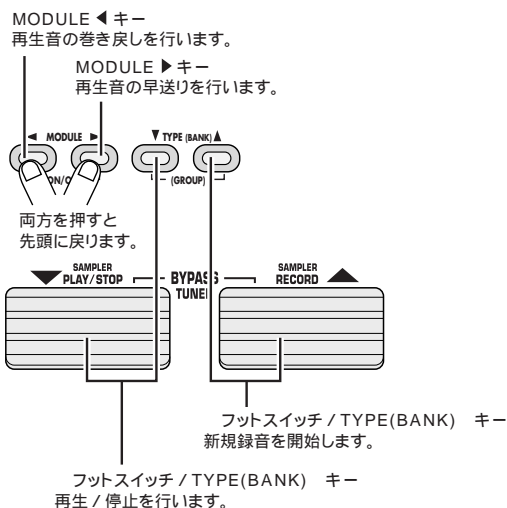 MODULE ◀ キー
再生音の巻き戻しを行います。
MODULE ▶ キー
再生音の早送りを行います。
◀ MODULE ▶
▼ TYPE (BANK) ▲
ON/O
(GROUP)
両方を押すと
先頭に戻ります。
SAMPLER
PLAY/STOP
BYPASS
TUNE
SAMPLER
RECORD
フットスイッチ / TYPE(BANK) キー
新規録音を開始します。
フットスイッチ / TYPE(BANK) キー
再生 / 停止を行います。